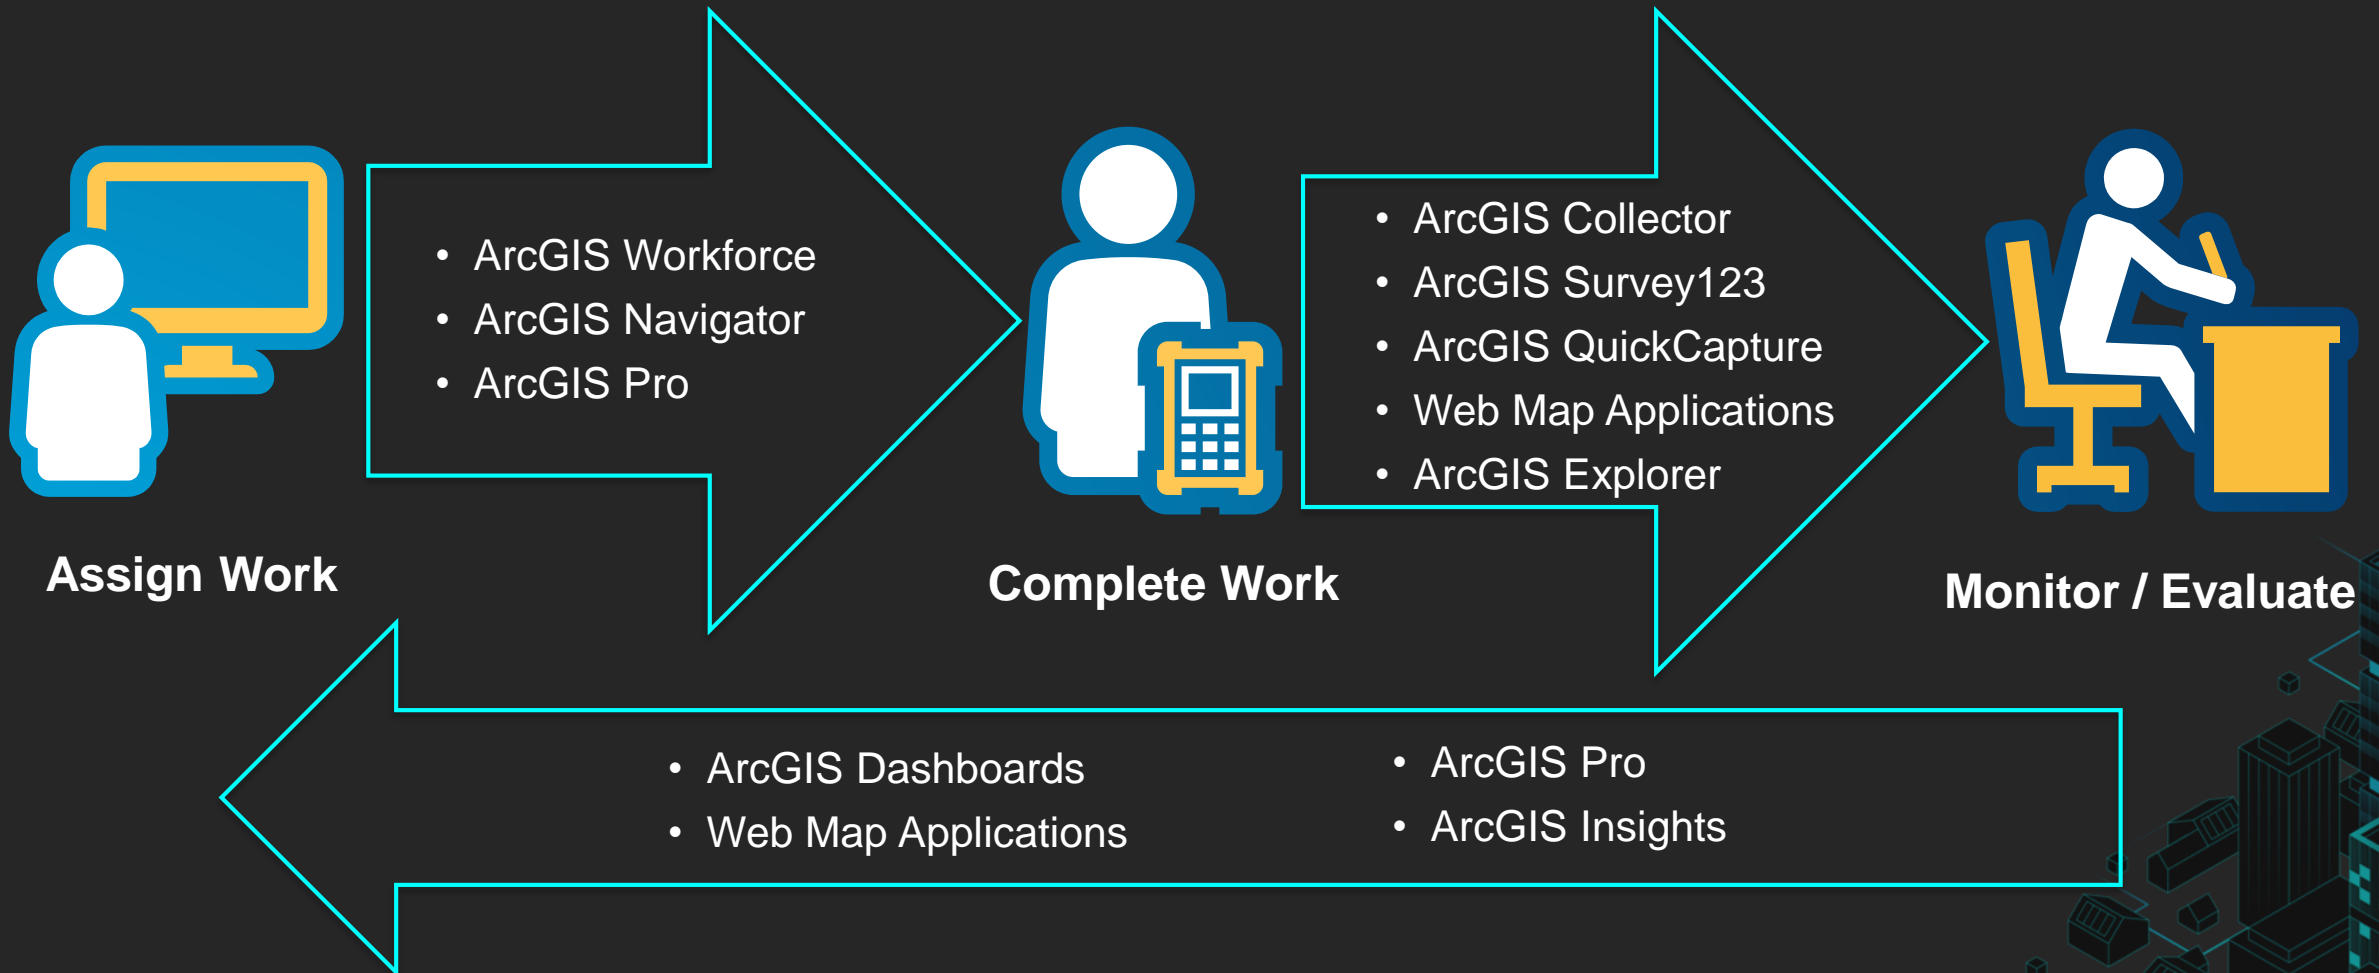 • ArcGIS Workforce
• ArcGIS Navigator
• ArcGIS Pro
• ArcGIS Collector
• ArcGIS Survey123
• ArcGIS QuickCapture
• Web Map Applications
• ArcGIS Explorer
Assign Work
Complete Work
Monitor / Evaluate
• ArcGIS Dashboards
• Web Map Applications
• ArcGIS Pro
• ArcGIS Insights